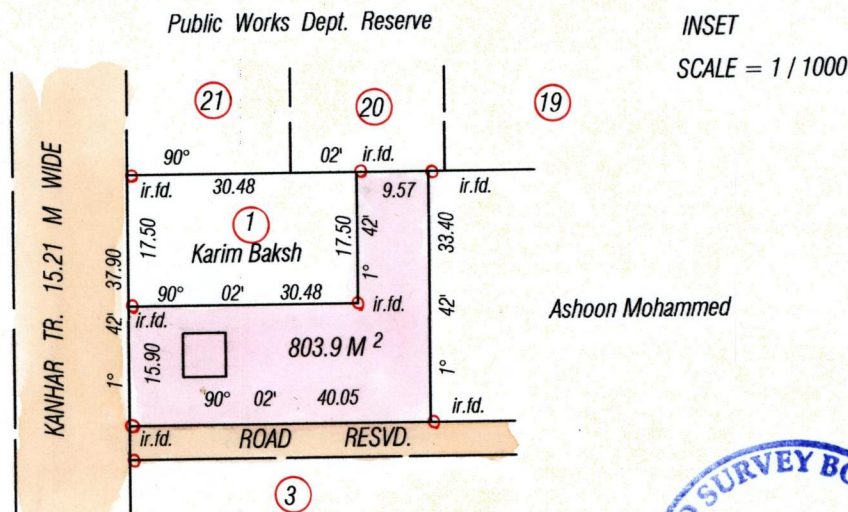 Public Works Dept. Reserve
INSET
SCALE = 1 / 1000
21
20
19
90° 02' ir.fd.
ir.fd. 30.48 9.57 ir.fd.
KANHAR TR. 15.21 M WIDE
1° 42' 37.90
17.50
1
Karim Baksh
17.50
1° 42'
1° 42' 33.40
90° 02' 30.48 ir.fd.
ir.fd.
Ashoon Mohammed
15.90
803.9 M 2
90° 02' 40.05
ir.fd.
ir.fd. ROAD RESVD.
3
SURVEY BO